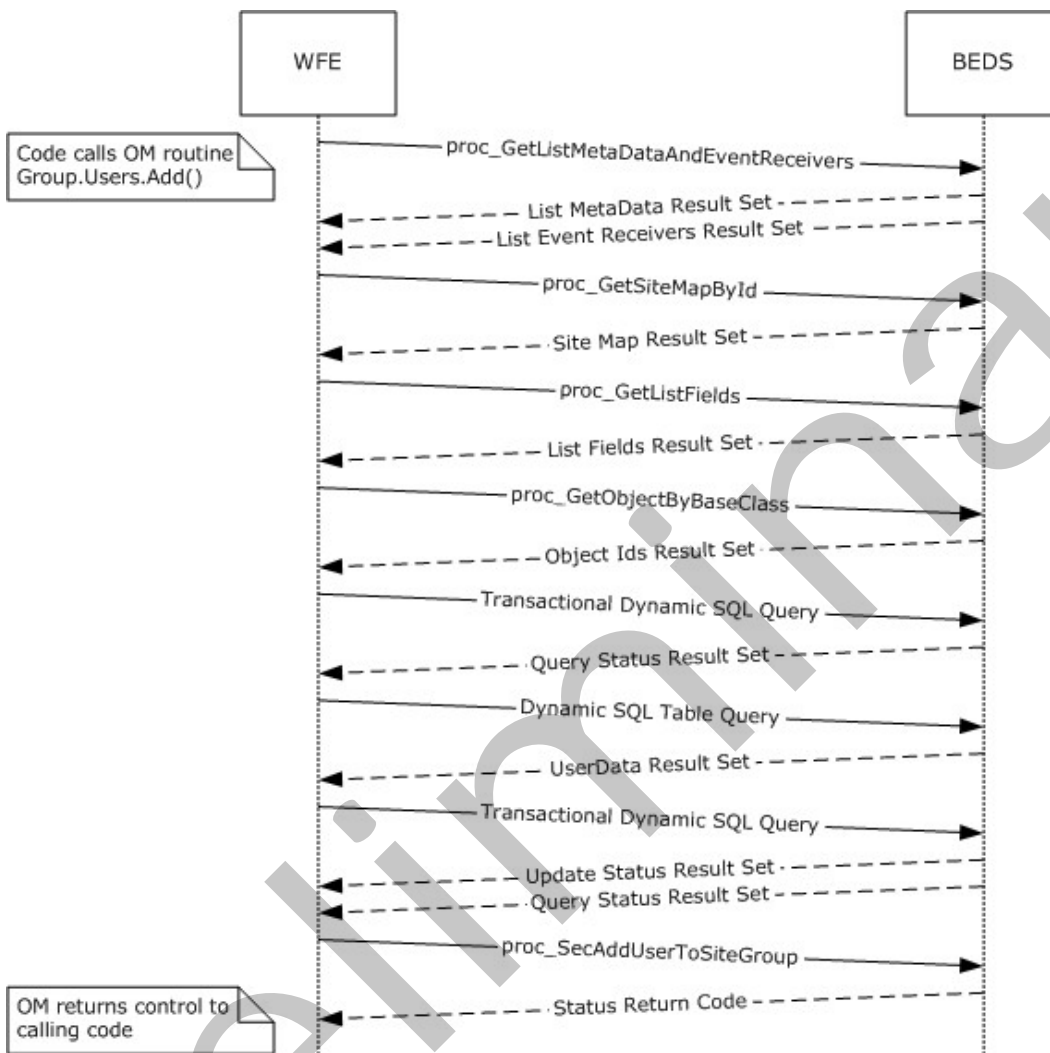 WFE
BEDS
Code calls OM routine
Group.Users.Add()
proc_GetListMetaDataAndEventReceivers
List MetaData Result Set
List Event Receivers Result Set
proc_GetSiteMapById
Site Map Result Set
proc_GetListFields
List Fields Result Set
proc_GetObjectByBaseClass
Object Ids Result Set
Transactional Dynamic SQL Query
Query Status Result Set
Dynamic SQL Table Query
UserData Result Set
Transactional Dynamic SQL Query
Update Status Result Set
Query Status Result Set
proc_SecAddUserToSiteGroup
OM returns control to
calling code
Status Return Code
elimina